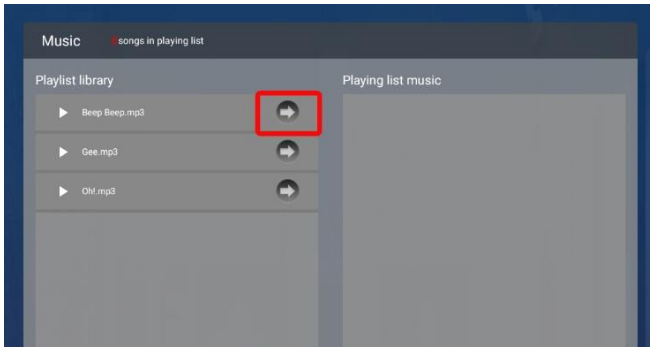 Music songs in playing list
Playlist library
Playing list music
Beep Beep.mp3
Gee.mp3
Oh!.mp3